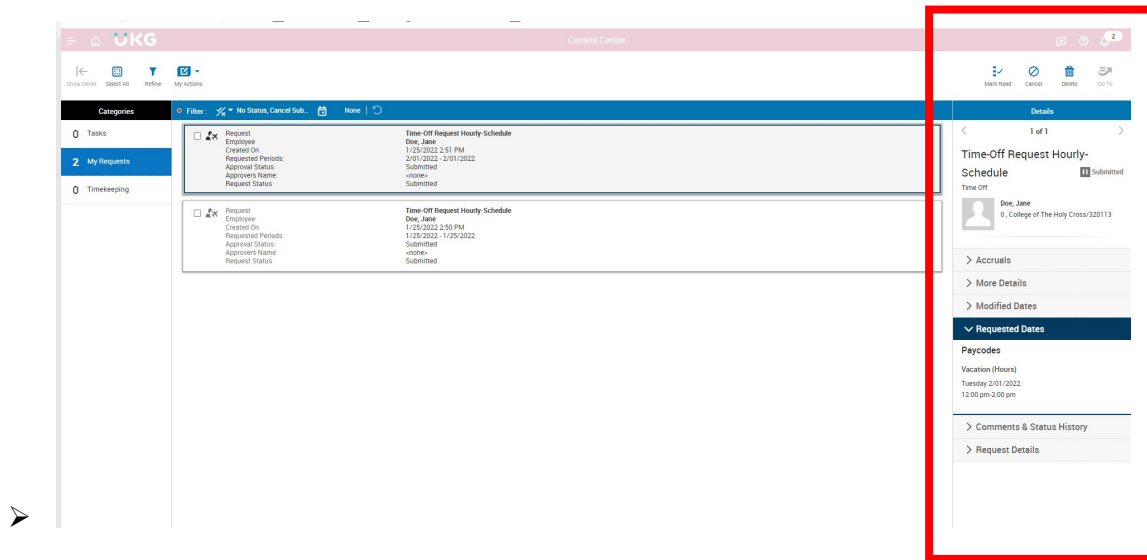 UKG
Control Center
2
Show Detail
Select All
Refine
My Actions
Mark Read
Cancel
Delete
Go To
Categories
Filter : No Status, Cancel Sub... None |
Details
0 Tasks
2 My Requests
0 Timekeeping
Request Time-Off Request Hourly-Schedule
Employee Doe, Jane
Created On 1/25/2022 2:51 PM
Requested Periods: 2/01/2022 - 2/01/2022
Approval Status: Submitted
Approvers Name: <none>
Request Status Submitted
Request Time-Off Request Hourly-Schedule
Employee Doe, Jane
Created On 1/25/2022 2:50 PM
Requested Periods: 1/25/2022 - 1/25/2022
Approval Status: Submitted
Approvers Name: <none>
Request Status Submitted
1 of 1
Time-Off Request Hourly-
Schedule
Submitted
Time Off
Doe, Jane
0 , College of The Holy Cross/320113
Accruals
More Details
Modified Dates
Requested Dates
Paycodes
Vacation (Hours)
Tuesday 2/01/2022
12:00 pm-2:00 pm
Comments & Status History
Request Details